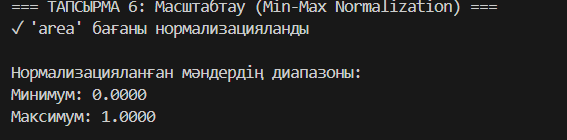 === ТАПСЫРМА 6: Масштабтау (Min-Max Normalization) ===
✓ 'area' бағаны нормализацияланды
Нормализацияланған мәндердің диапазоны:
Минимум: 0.0000
Максимум: 1.0000